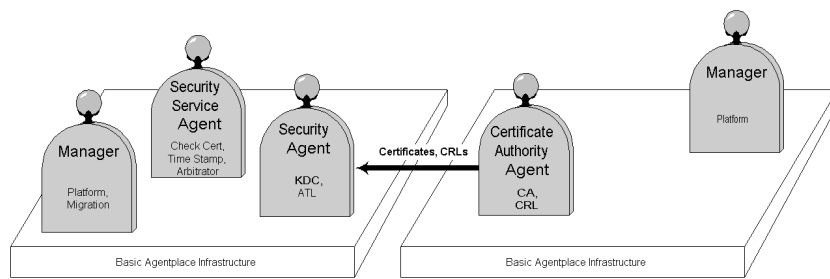 Manager
Platform,
Migration
Security
Service
Agent
Check Cert,
Time Stamp,
Arbitrator
Security
Agent
KDC,
ATL
Certificates, CRLs
Certificate
Authority
Agent
CA,
CRL
Manager
Platform
Basic Agentplace Infrastructure
Basic Agentplace Infrastructure